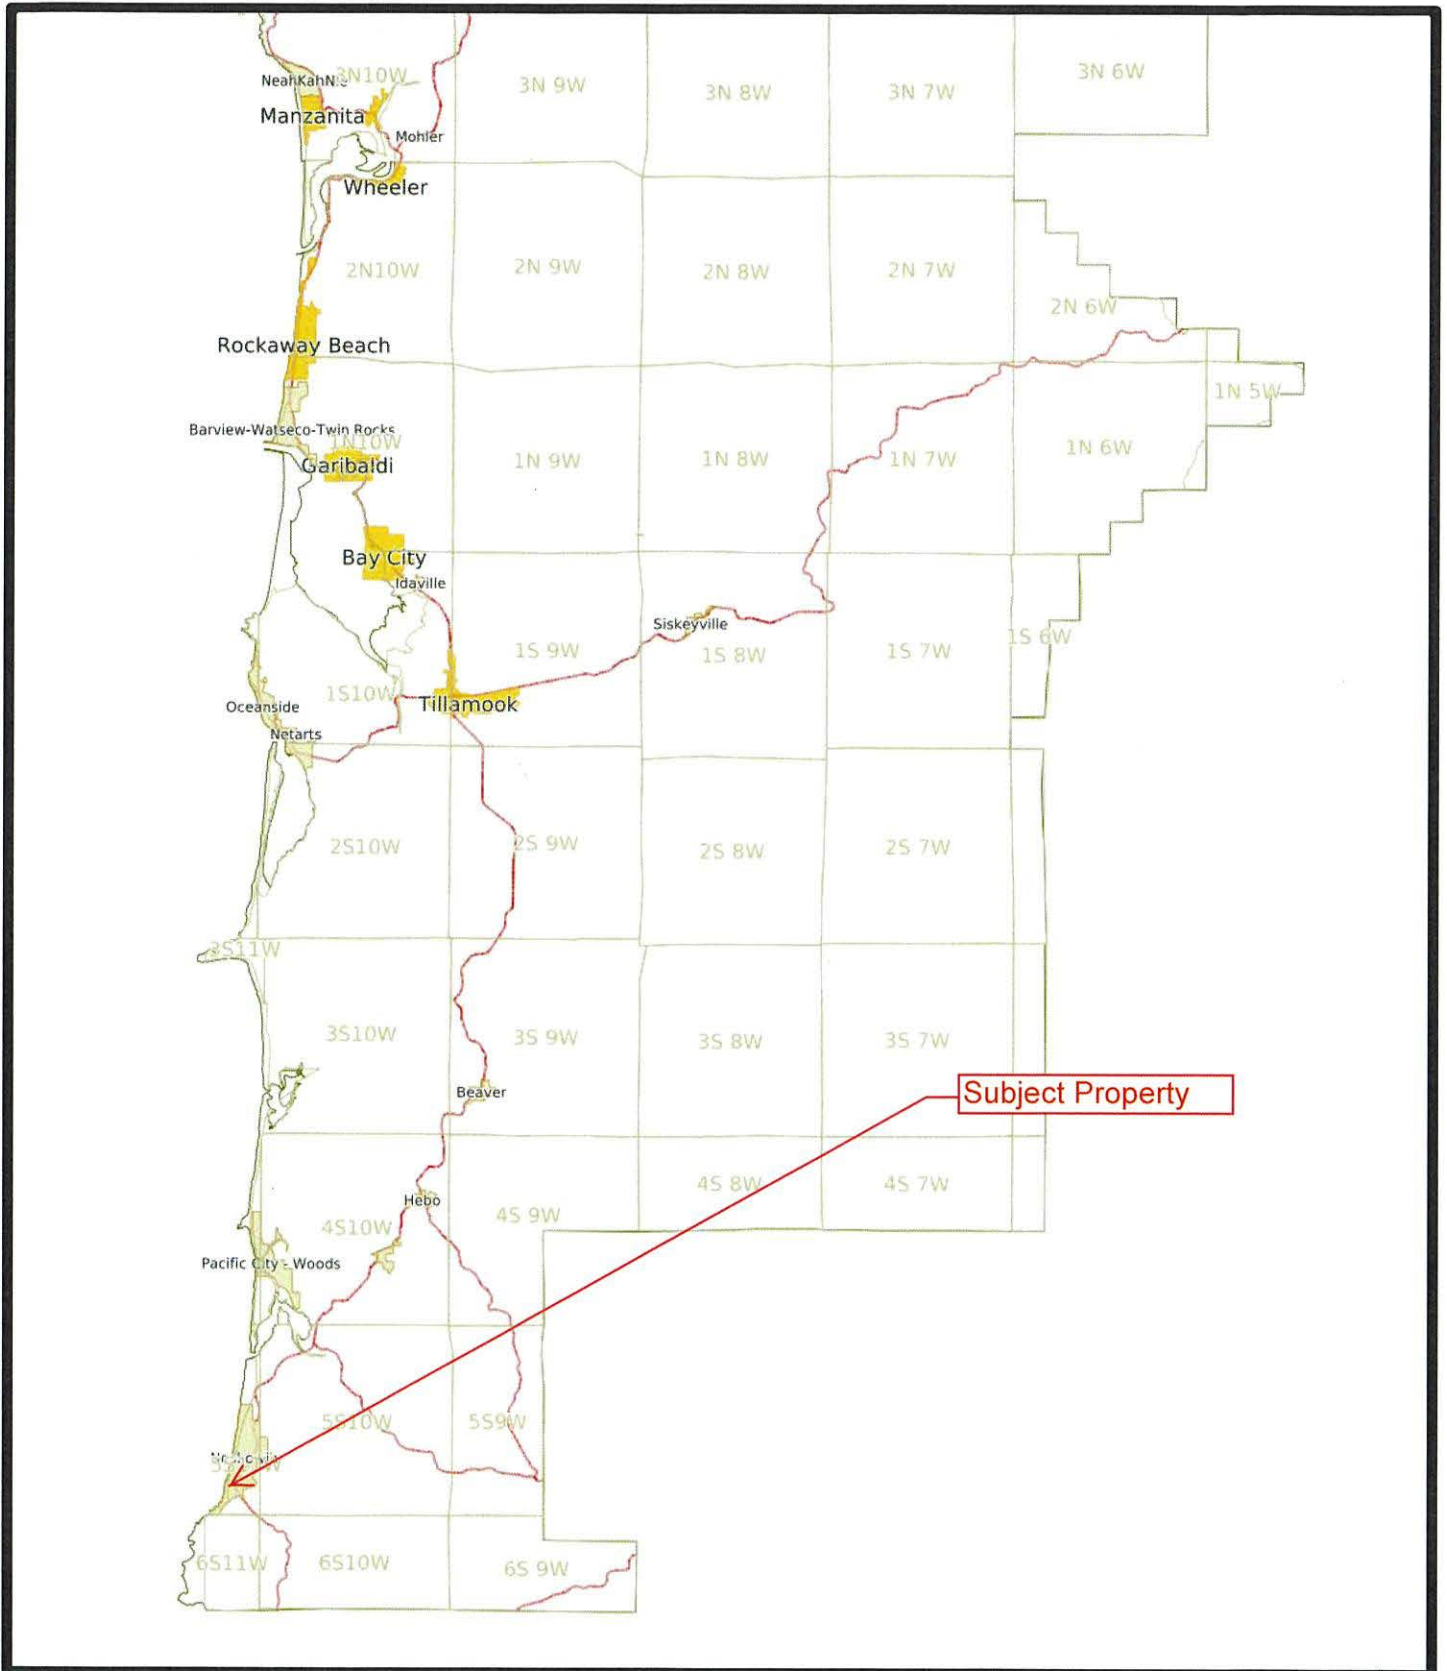 3N 6W
NeahKahNie
3N10W
3N 9W
3N 8W
3N 7W
Manzanita
Mohler
Wheeler
2N10W
2N 9W
2N 8W
2N 7W
2N 6W
Rockaway Beach
1N 5W
Barview-Watseco-Twin Rocks
1N10W
Garibaldi
1N 9W
1N 8W
1N 7W
1N 6W
Bay City
Idaville
Siskeyville
1S 9W
1S 8W
1S 7W
1S 6W
1S10W
Oceanside
Tillamook
Netarts
2S10W
2S 9W
2S 8W
2S 7W
3S11W
3S10W
3S 9W
3S 8W
3S 7W
Beaver
Subject Property
4S 8W
4S 7W
Hebo
4S10W
4S 9W
Pacific City - Woods
5S10W
5S9W
6S11W
6S10W
6S 9W